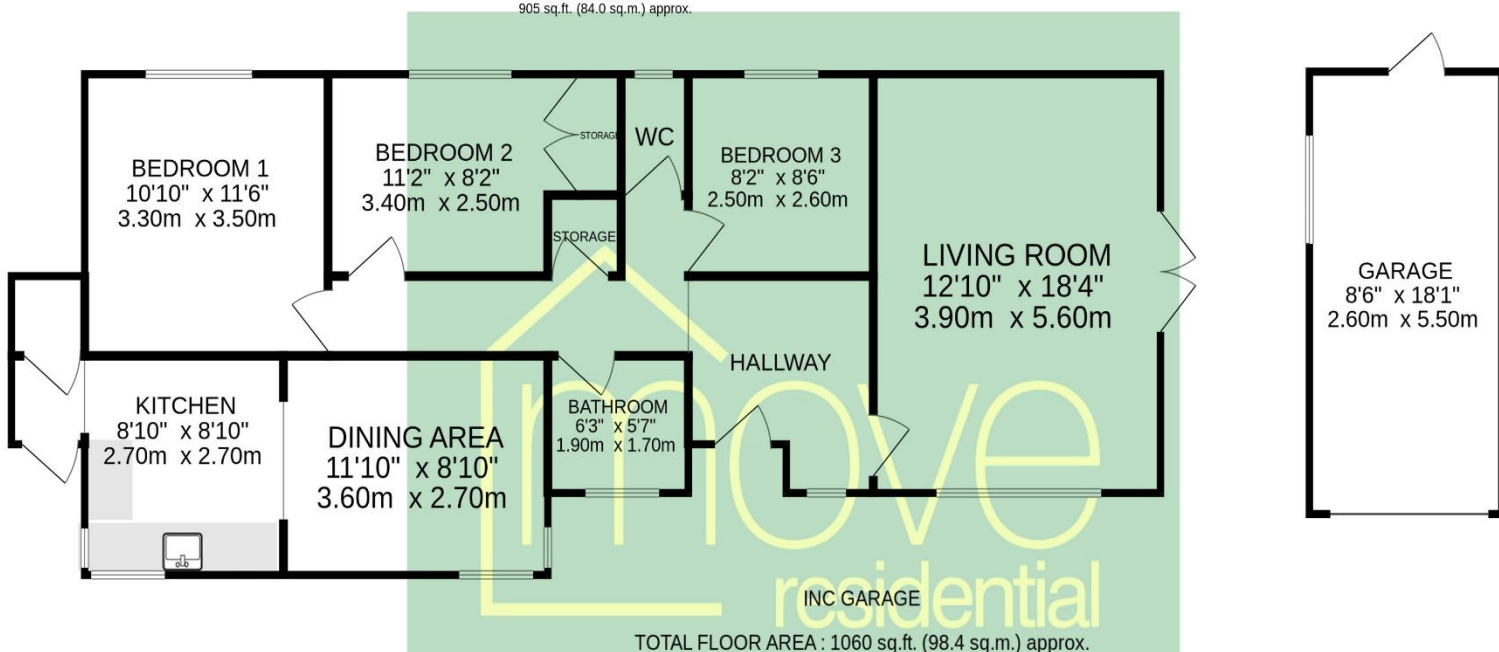 905 sq.ft. (84.0 sq.m.) approx.
BEDROOM 1
10'10" x 11'6"
3.30m x 3.50m
BEDROOM 2
11'2" x 8'2"
3.40m x 2.50m
STORAGE
STORAGE
WC
BEDROOM 3
8'2" x 8'6"
2.50m x 2.60m
LIVING ROOM
12'10" x 18'4"
3.90m x 5.60m
GARAGE
8'6" x 18'1"
2.60m x 5.50m
HALLWAY
KITCHEN
8'10" x 8'10"
2.70m x 2.70m
DINING AREA
11'10" x 8'10"
3.60m x 2.70m
BATHROOM
6'3" x 5'7"
1.90m x 1.70m
move
residential
INC GARAGE
TOTAL FLOOR AREA : 1060 sq.ft. (98.4 sq.m.) approx.